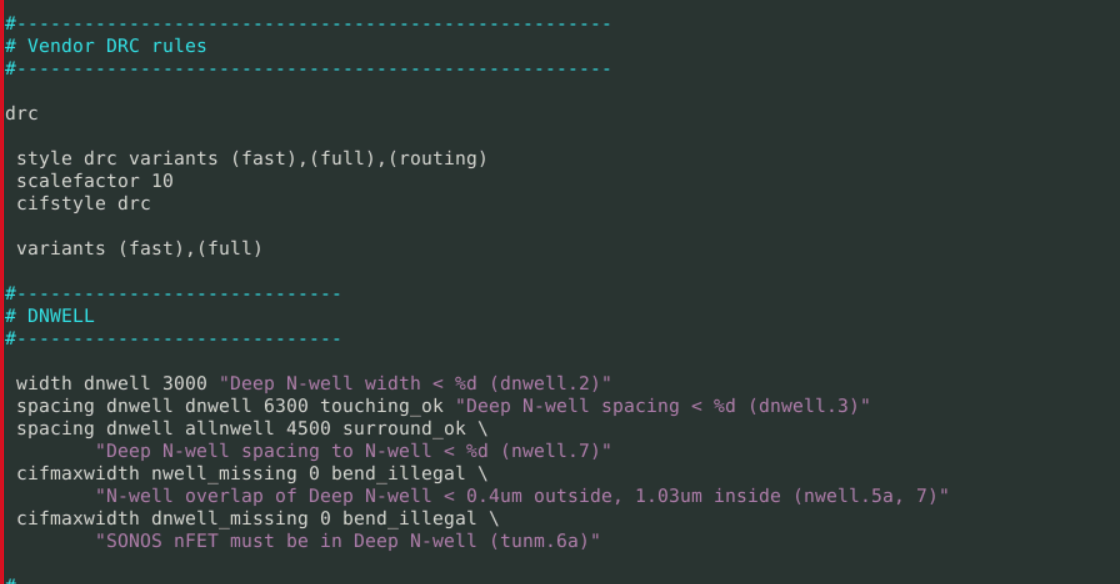 #-----------------------------------------------------
# Vendor DRC rules
#-----------------------------------------------------
drc
style drc variants (fast),(full),(routing)
scalefactor 10
cifstyle drc
variants (fast),(full)
#-----------------------------
# DNWELL
#-----------------------------
width dnwell 3000 "Deep N-well width < %d (dnwell.2)"
spacing dnwell dnwell 6300 touching_ok "Deep N-well spacing < %d (dnwell.3)"
spacing dnwell allnwell 4500 surround_ok \
"Deep N-well spacing to N-well < %d (nwell.7)"
cifmaxwidth nwell_missing 0 bend_illegal \
"N-well overlap of Deep N-well < 0.4um outside, 1.03um inside (nwell.5a, 7)"
cifmaxwidth dnwell_missing 0 bend_illegal \
"SONOS nFET must be in Deep N-well (tunm.6a)"
#